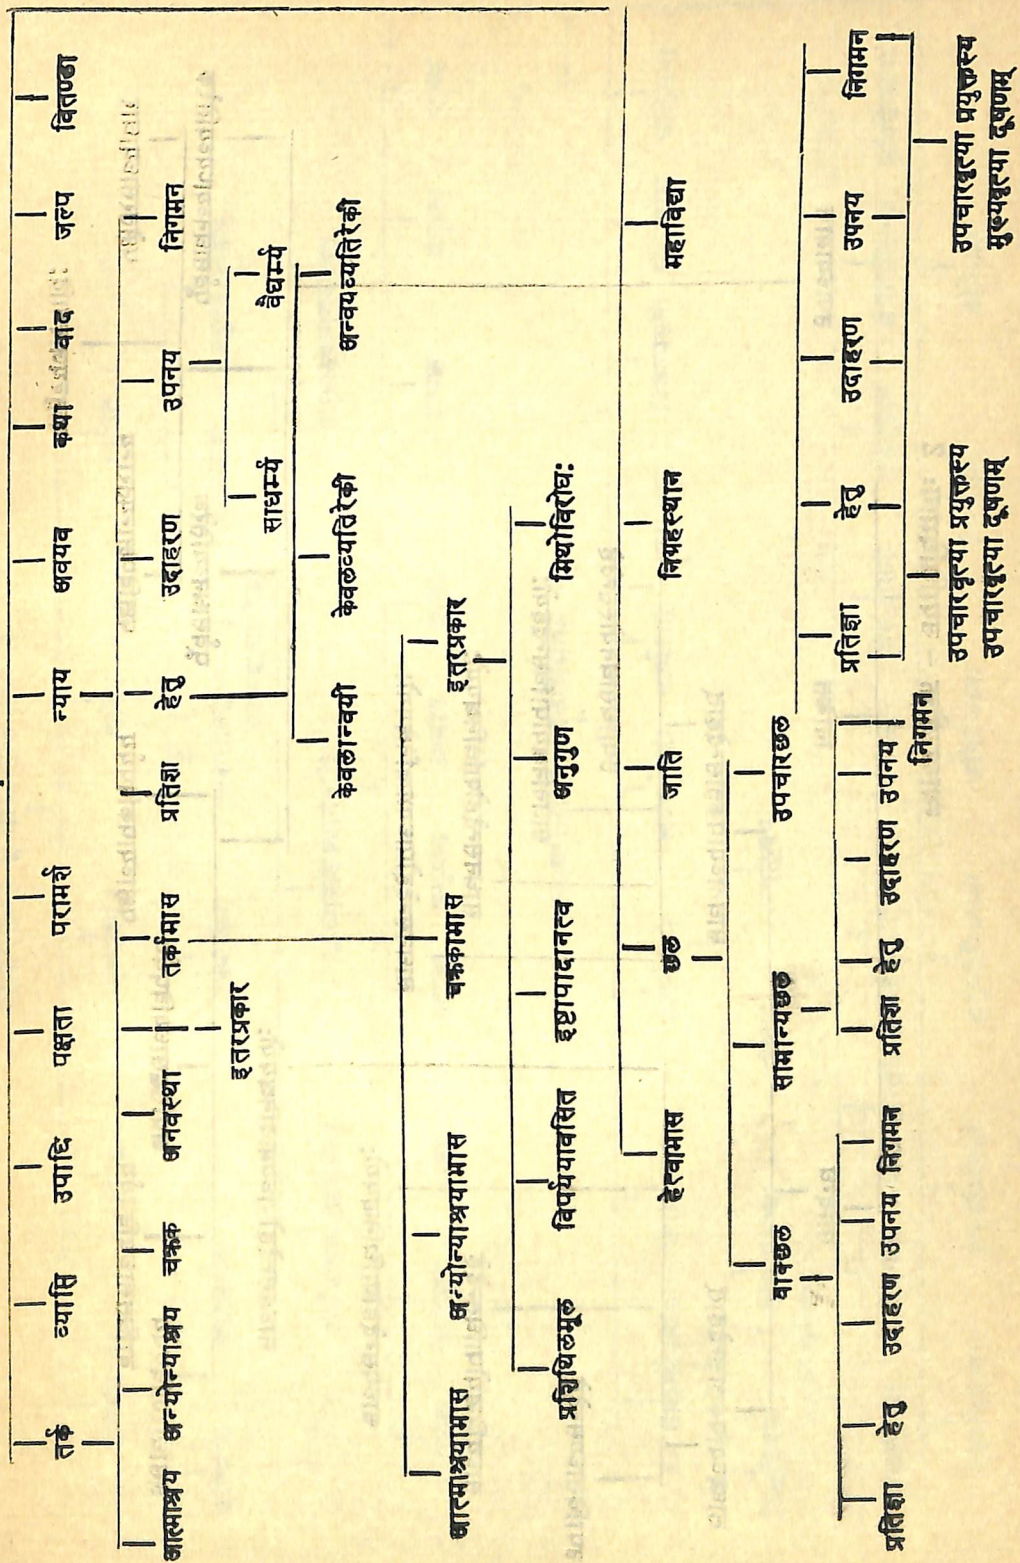 तर्क व्याप्ति उपाधि पक्षता परामर्श न्याय अवयव कथा वाद जल्प वितण्डा
आत्माश्रय अन्योन्याश्रय चक्रक अनवस्था तर्काभास प्रतिज्ञा हेतु उदाहरण उपनय निगमन
इतरप्रकार साधर्म्य वैधर्म्य
केवलान्वयी केवलव्यतिरेकी अन्वयव्यतिरेकी
आत्माश्रयाभास अन्योन्याश्रयाभास चक्रकाभास इतरप्रकार
प्रशिथिलमूल विपर्ययावसित इष्टापादानत्व अनुगुण मिथोविरोधः
हेत्वाभास छल जाति निग्रहस्थान महाविद्या
वाक्छल सामान्यछल उपचारछल
प्रतिज्ञा हेतु उदाहरण उपनय निगमन
प्रतिज्ञा हेतु उदाहरण उपनय निगमन
प्रतिज्ञा हेतु उदाहरण उपनय निगमन
उपचारवृत्त्या प्रयुक्तस्य उपचारवृत्त्या प्रयुक्तस्य
उपचारवृत्त्या दूषणम् मुख्यवृत्त्या दूषणम्